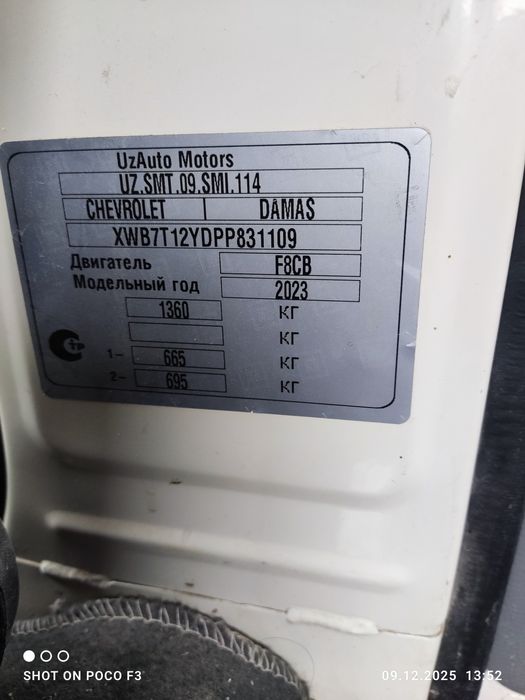 UzAuto Motors
UZ.SMT.09.SMI.114
CHEVROLET DAMAS
XWB7T12YDPP831109
Двигатель F8CB
Модельный год 2023
1360 КГ
КГ
1- 665 КГ
2- 695 КГ
SHOT ON POCO F3
09.12.2025 13:52